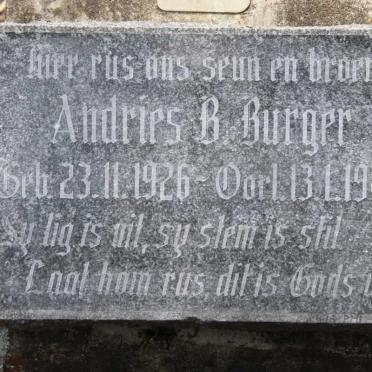 Hier rus ons seun en broer
Andries B. Burger
Geb. 23.11.1926 - Oorl. 13.1.19
sy lig is uit, sy stem is stil
Laat hom rus dit is Gods